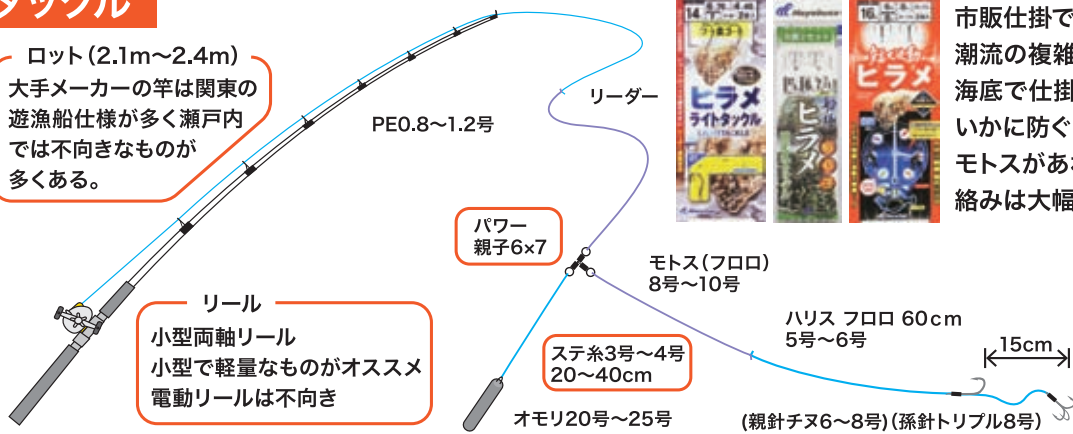 タックル
ロット(2.1m〜2.4m)
大手メーカーの竿は関東の
遊漁船仕様が多く瀬戸内
では不向きなものが
多くある。
PE0.8〜1.2号
リーダー
リール
小型両軸リール
小型で軽量なものがオススメ
電動リールは不向き
パワー
親子6×7
モトス(フロロ)
8号〜10号
ステ糸3号〜4号
20〜40cm
オモリ20号〜25号
ハリス フロロ 60cm
5号〜6号
15cm
(親針チヌ6〜8号)(孫針トリプル8号)
14
ヒラメ
ライトタックル
Hayabusa
ヒラメ
16
ヒラメ
市販仕掛で
潮流の複雑
海底で仕掛
いかに防ぐ
モトスがあ
絡みは大幅